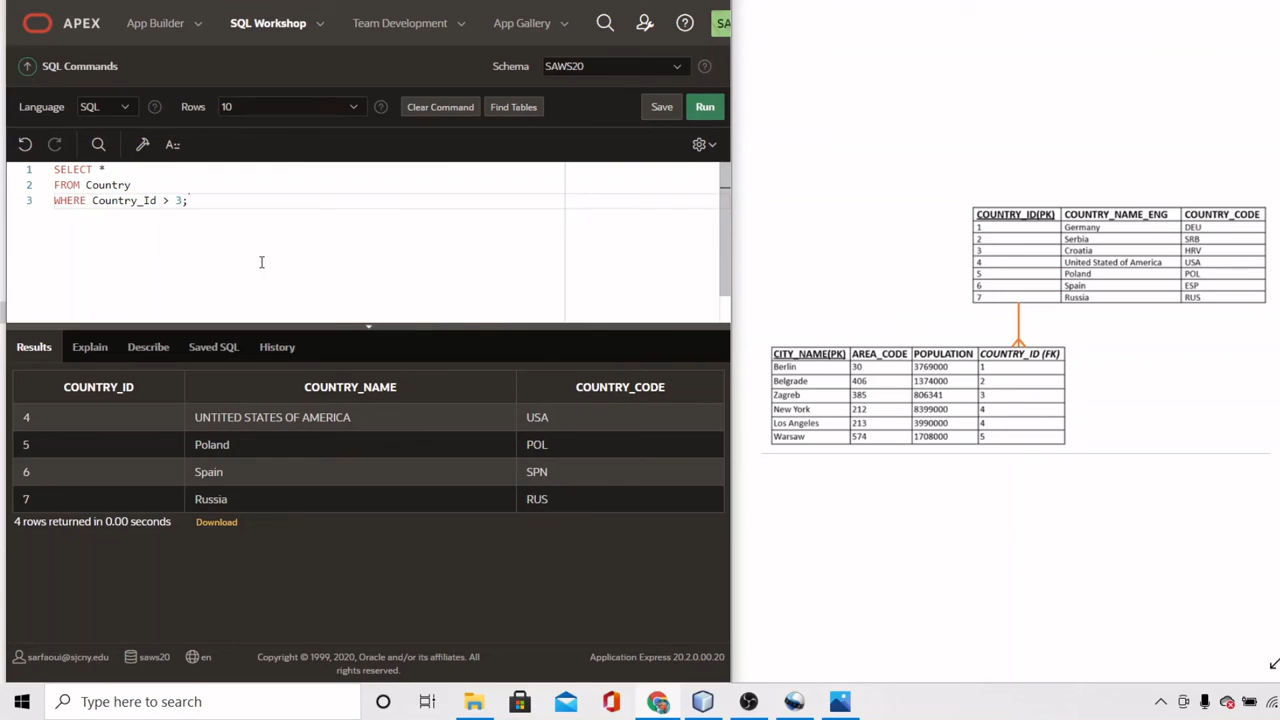 APEX App Builder SQL Workshop Team Development App Gallery SA
SQL Commands Schema SAWS20
Language SQL Rows 10 Clear Command Find Tables Save Run
A::
1 SELECT *
2 FROM Country
3 WHERE Country_Id > 3;
Results Explain Describe Saved SQL History
COUNTRY_ID COUNTRY_NAME COUNTRY_CODE
4 UNTITED STATES OF AMERICA USA
5 Poland POL
6 Spain SPN
7 Russia RUS
4 rows returned in 0.00 seconds Download
sarfaoui@sjcny.edu saws20 en Copyright © 1999, 2020, Oracle and/or its affiliates. All Application Express 20.2.0.00.20
rights reserved.
COUNTRY_ID(PK) COUNTRY_NAME_ENG COUNTRY_CODE
1 Germany DEU
2 Serbia SRB
3 Croatia HRV
4 United Stated of America USA
5 Poland POL
6 Spain ESP
7 Russia RUS
CITY_NAME(PK) AREA_CODE POPULATION COUNTRY_ID (FK)
Berlin 30 3769000 1
Belgrade 406 1374000 2
Zagreb 385 806341 3
New York 212 8399000 4
Los Angeles 213 3990000 4
Warsaw 574 1708000 5
Type here to search